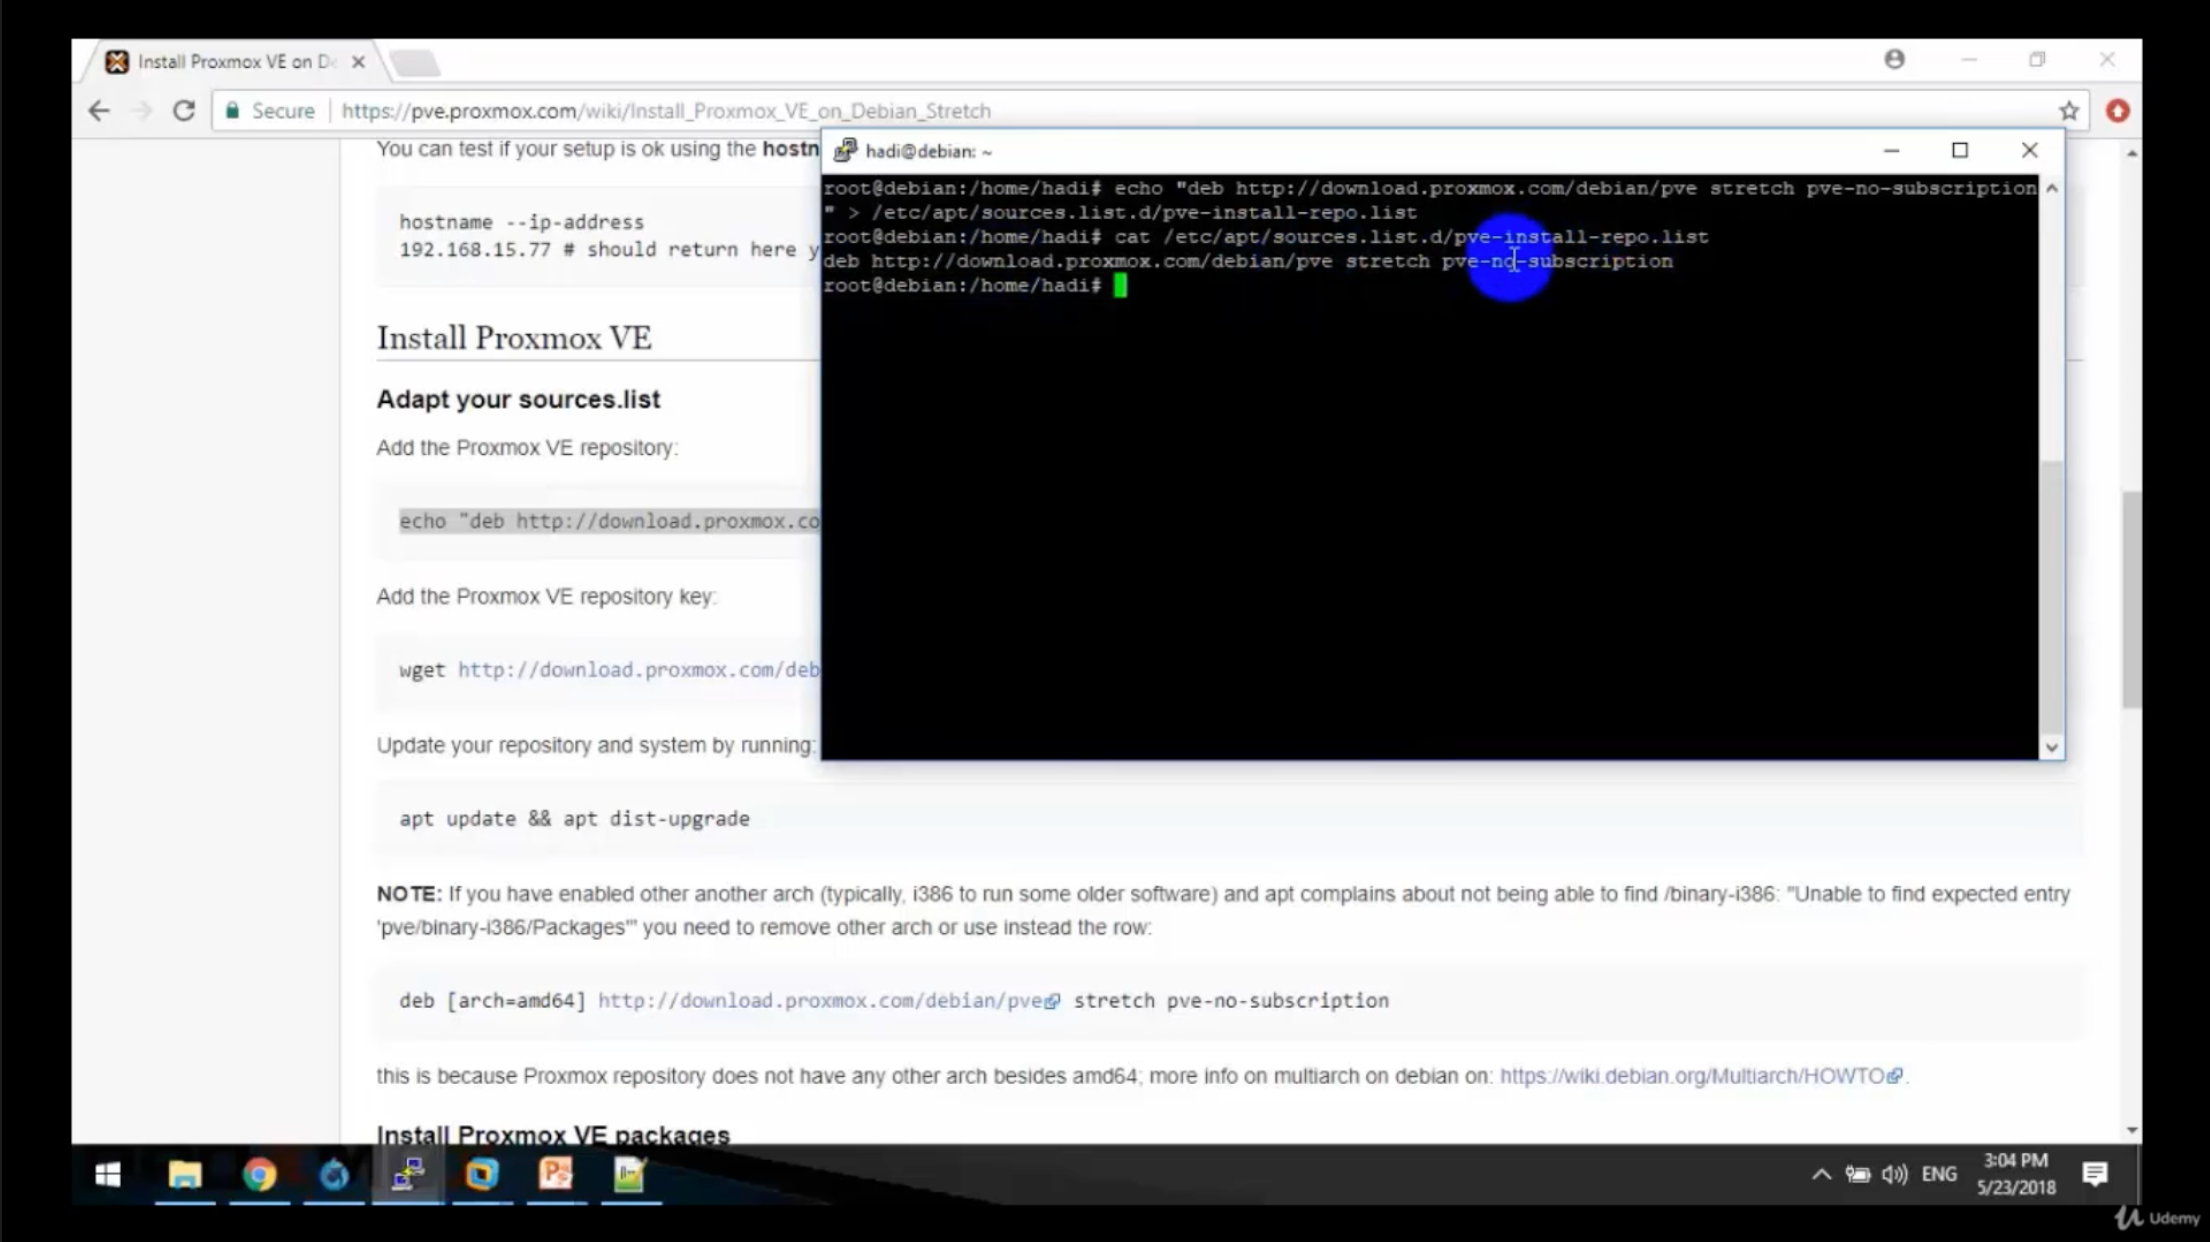 Install Proxmox VE on De
Secure
https://pve.proxmox.com/wiki/Install_Proxmox_VE_on_Debian_Stretch
You can test if your setup is ok using the hostn
hostname --ip-address
192.168.15.77 # should return here y
hadi@debian: ~
root@debian:/home/hadi# echo "deb http://download.proxmox.com/debian/pve stretch pve-no-subscription
" > /etc/apt/sources.list.d/pve-install-repo.list
root@debian:/home/hadi# cat /etc/apt/sources.list.d/pve-install-repo.list
deb http://download.proxmox.com/debian/pve stretch pve-no-subscription
root@debian:/home/hadi#
Install Proxmox VE
Adapt your sources.list
Add the Proxmox VE repository:
echo "deb http://download.proxmox.co
Add the Proxmox VE repository key:
wget http://download.proxmox.com/deb
Update your repository and system by running:
apt update && apt dist-upgrade
NOTE: If you have enabled other another arch (typically, i386 to run some older software) and apt complains about not being able to find /binary-i386: "Unable to find expected entry
'pve/binary-i386/Packages'" you need to remove other arch or use instead the row:
deb [arch=amd64] http://download.proxmox.com/debian/pve stretch pve-no-subscription
this is because Proxmox repository does not have any other arch besides amd64; more info on multiarch on debian on: https://wiki.debian.org/Multiarch/HOWTO.
Install Proxmox VE packages
ENG
3:04 PM
5/23/2018
Udemy